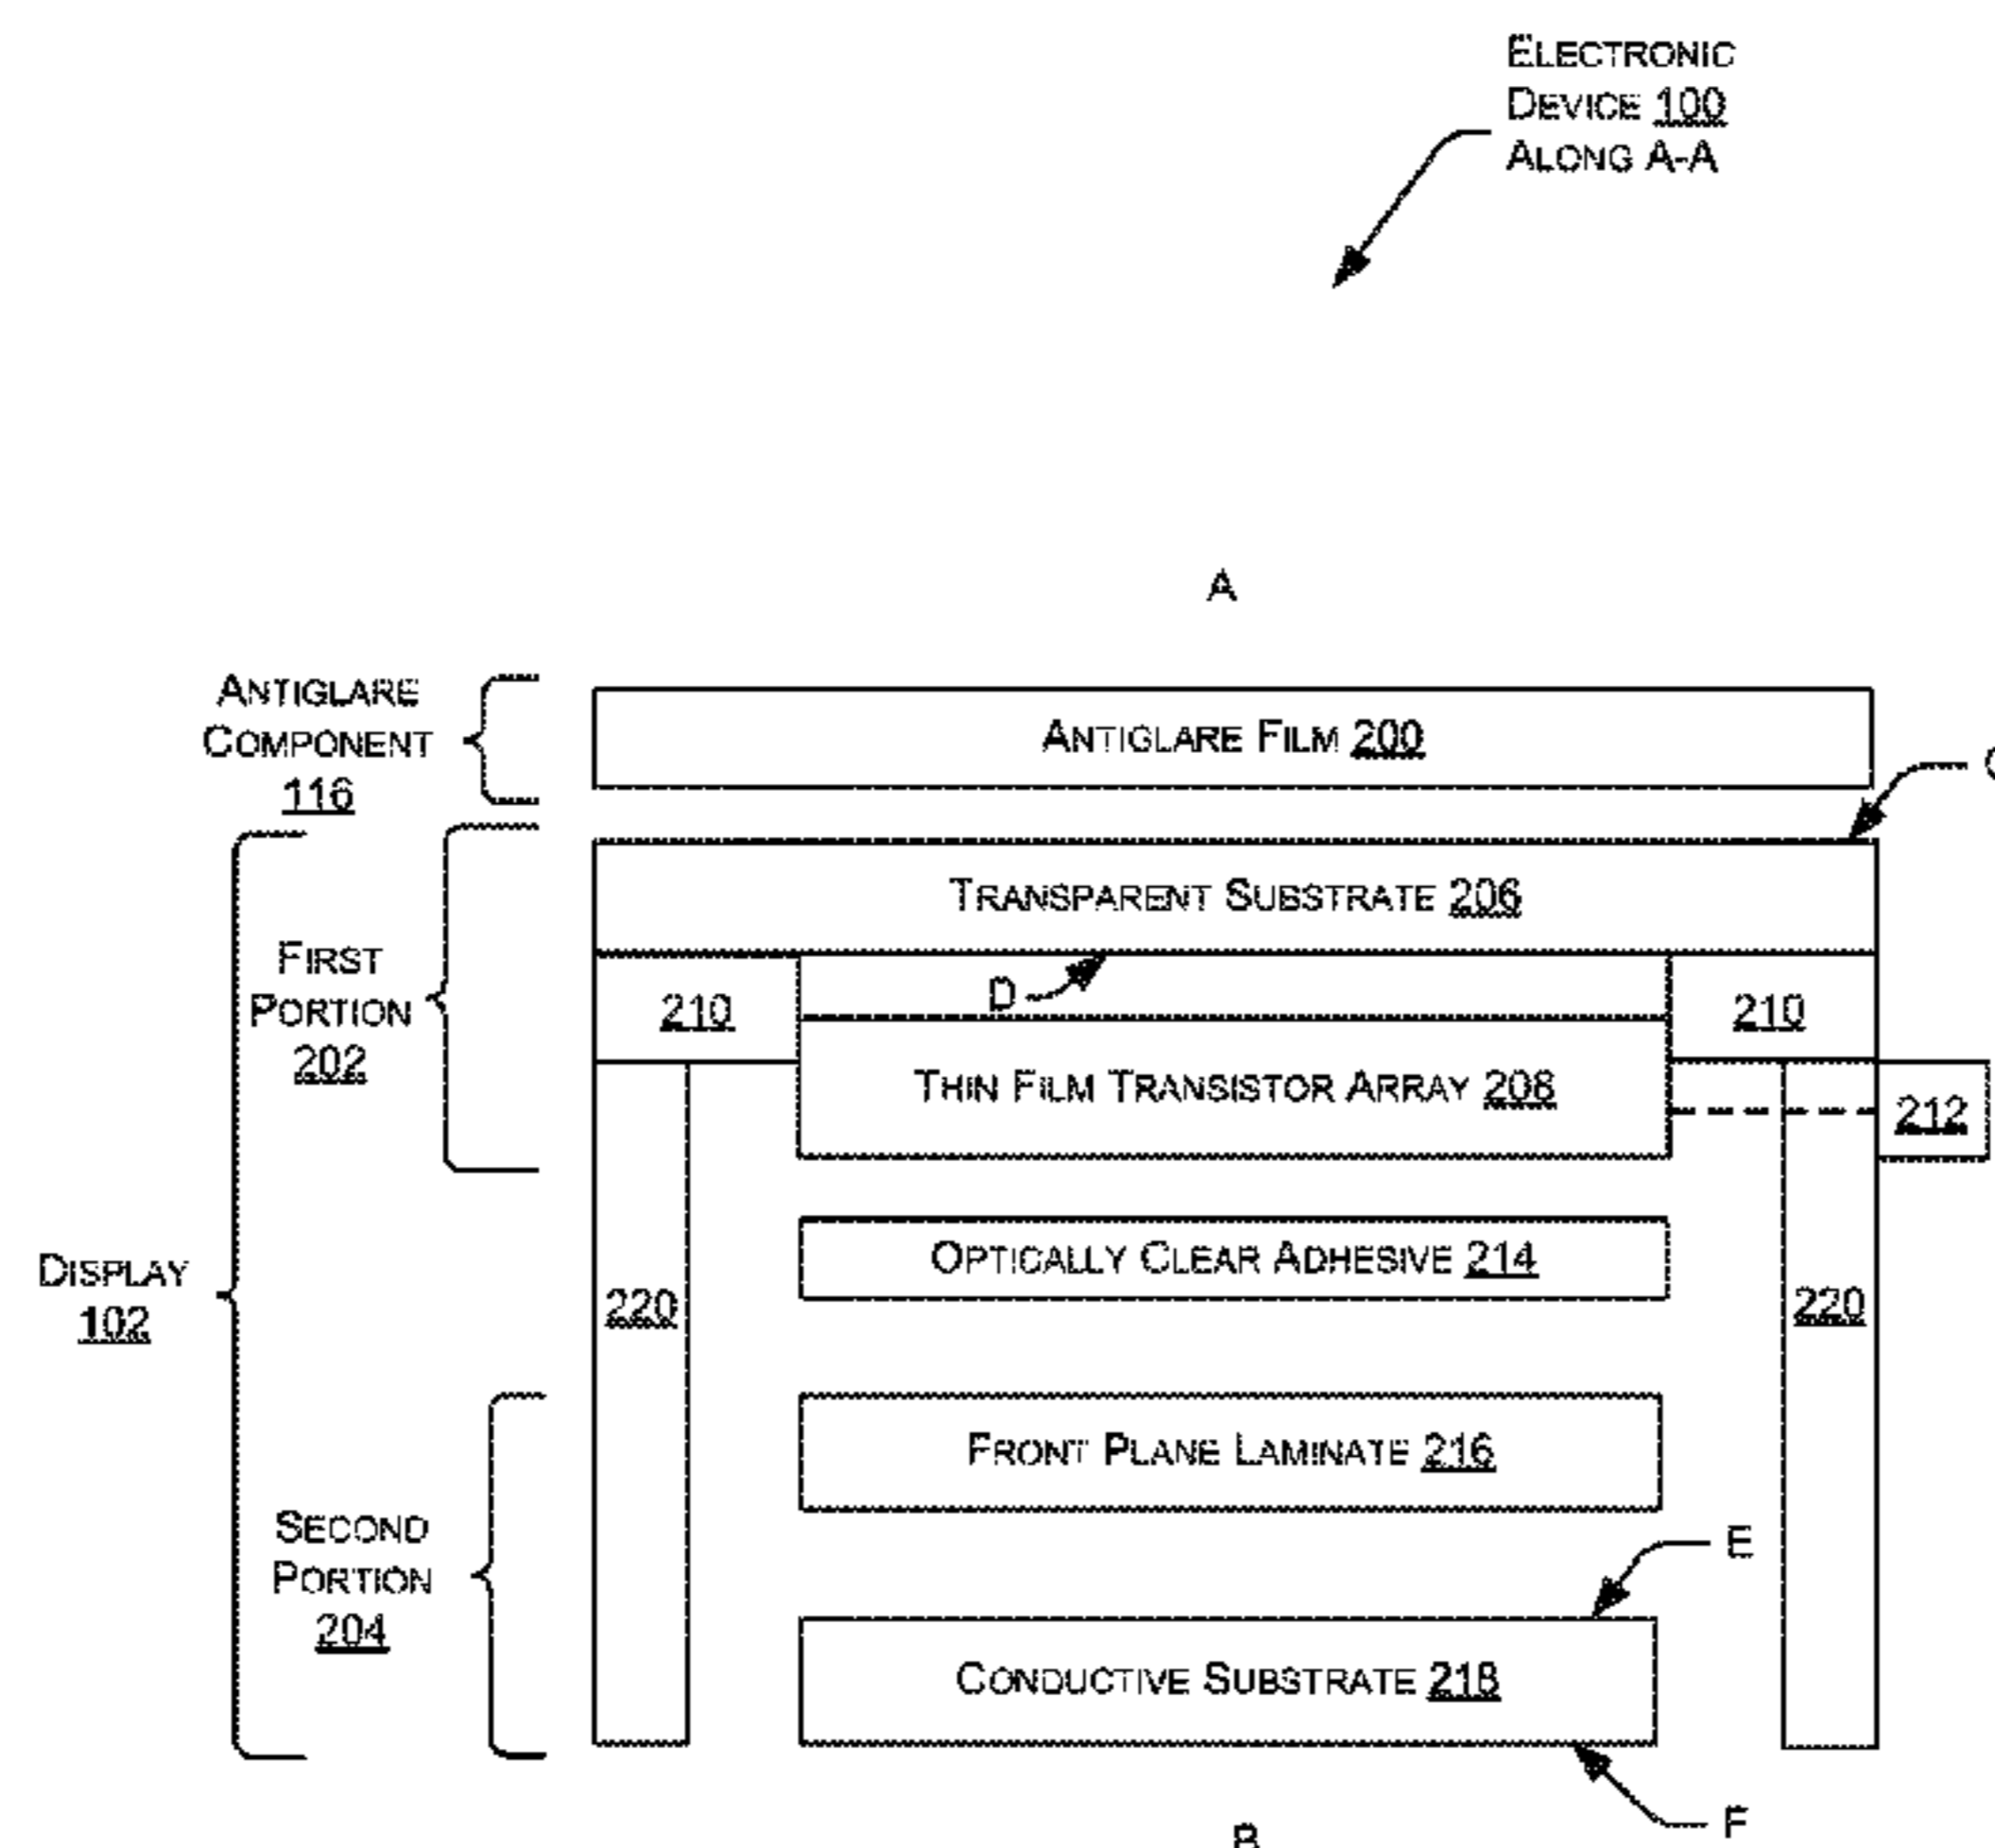 ELECTRONIC
DEVICE 100
ALONG A-A
A
ANTIGLARE
COMPONENT
116
ANTIGLARE FILM 200
TRANSPARENT SUBSTRATE 206
FIRST
PORTION
202
D
210
210
THIN FILM TRANSISTOR ARRAY 208
212
OPTICALLY CLEAR ADHESIVE 214
DISPLAY
102
220
220
FRONT PLANE LAMINATE 216
SECOND
PORTION
204
E
CONDUCTIVE SUBSTRATE 218
F
B